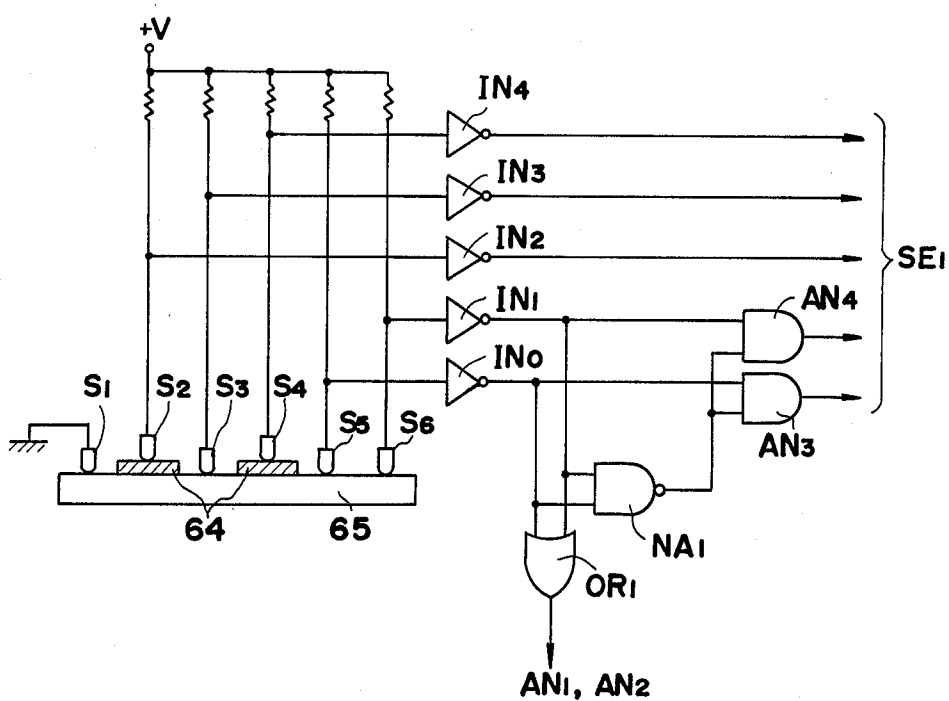 +V
IN4
IN3
IN2
SE1
IN1
AN4
IN0
S1
S2
S3
S4
S5
S6
AN3
64
65
NA1
OR1
AN1, AN2